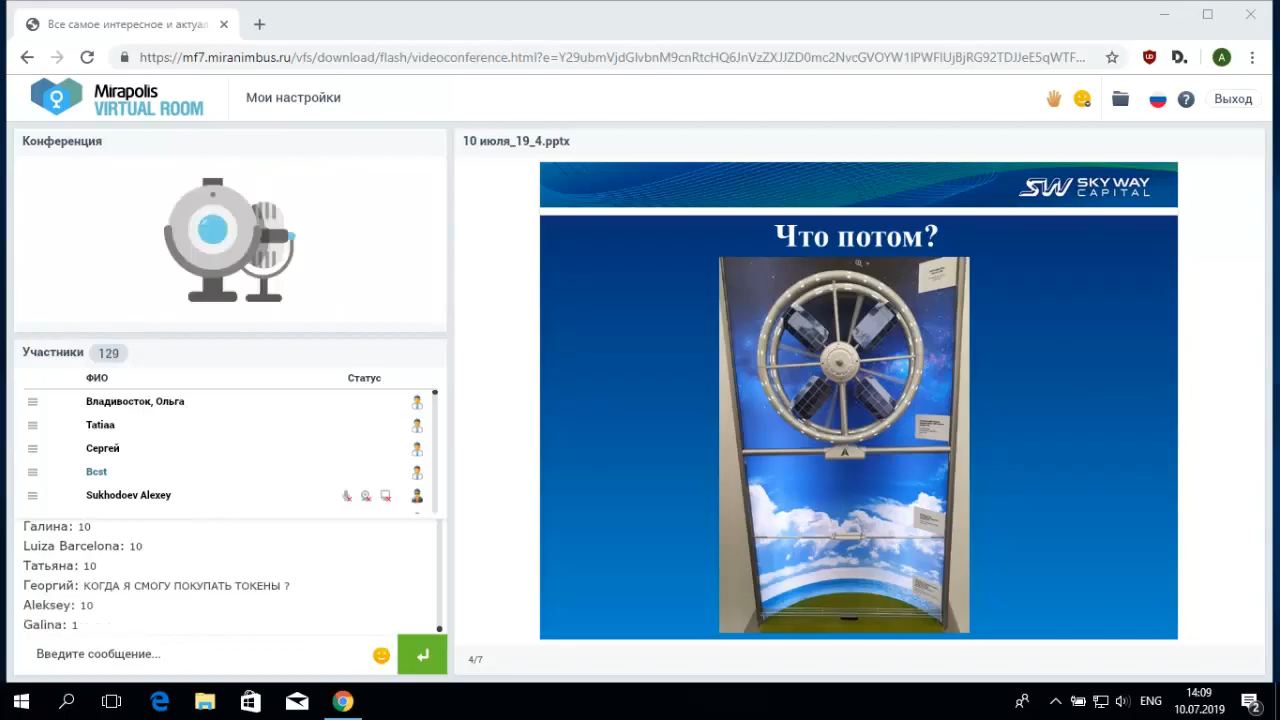 Все самое интересное и актуал
https://mf7.miranimbus.ru/vfs/download/flash/videoconference.html?e=Y29ubmVjdGlvbnM9cnRtcHQ6JnVzZXJJZD0mc2NvcGVOYW1lPWFlUjBjRG92TDJJeE5qWTF...
Mirapolis
VIRTUAL ROOM
Мои настройки
Выход
Конференция
10 июля_19_4.pptx
SKY WAY
CAPITAL
Что потом?
Участники 129
ФИО Статус
Владивосток, Ольга
Tatiaa
Сергей
Bcst
Sukhodoev Alexey
Галина: 10
Luiza Barcelona: 10
Татьяна: 10
Георгий: КОГДА Я СМОГУ ПОКУПАТЬ ТОКЕНЫ ?
Aleksey: 10
Galina: 1
Введите сообщение...
4/7
ENG
14:09
10.07.2019
2